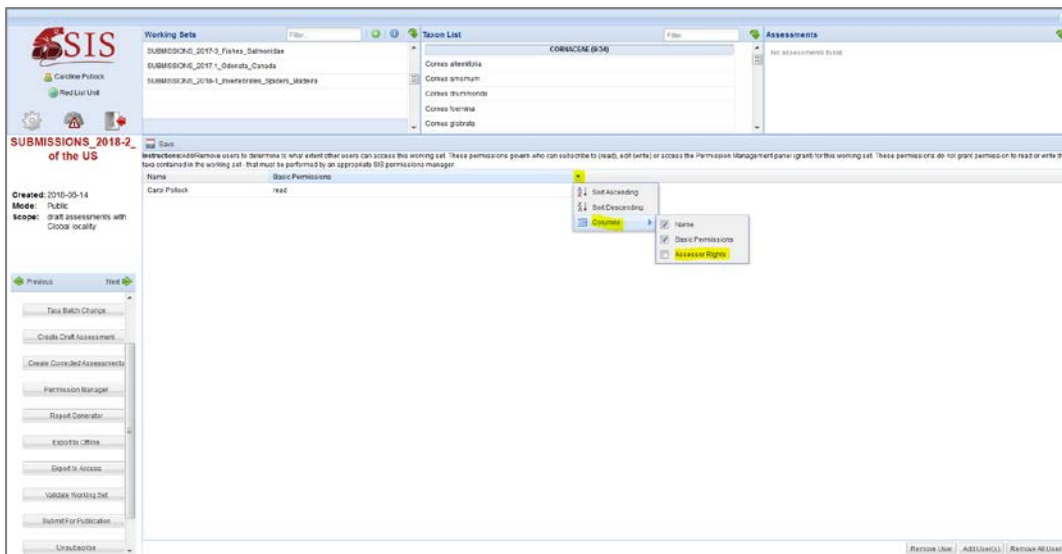 SIS
Caroline Pollock
Red List Unit
Working Sets
Filter...
SUBMISSIONS_2017-3_Fishes_Salmonidae
SUBMISSIONS_2017.1_Odonata_Canada
SUBMISSIONS_2018-1_Invertebrates_Spiders_Madeira
Taxon List
Filter
CORNACEAE (6/34)
Cornus alternifolia
Cornus amomum
Cornus drummondii
Cornus foemina
Cornus glabrata
Assessments
No assessments found
SUBMISSIONS_2018-2_
of the US
Created: 2018-06-14
Mode: Public
Scope: draft assessments with
Global locality
Previous
Next
Taxa Batch Change
Create Draft Assessment
Create Corrected Assessments
Permission Manager
Report Generator
Export to Offline
Export to Access
Validate Working Set
Submit For Publication
Unsubscribe
Save
Instructions:Add/Remove users to determine to what extent other users can access this working set. These permissions govern who can subscribe to (read), edit (write) or access the Permission Management panel (grant) for this working set. These permissions do not grant permission to read or write th
taxa contained in the working set - that must be performed by an appropriate SIS permissions manager.
Name
Basic Permissions
Carol Pollock
read
Sort Ascending
Sort Descending
Columns
Name
Basic Permissions
Assessor Rights
Remove User
Add User(s)
Remove All User